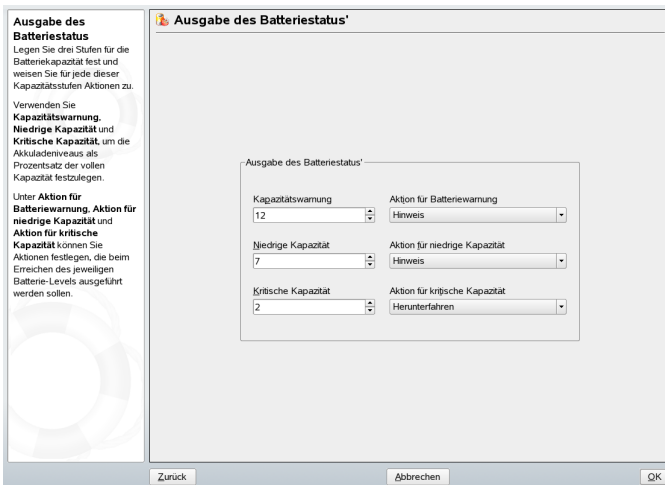 Ausgabe des
Batteriestatus
Legen Sie drei Stufen für die
Batteriekapazität fest und
weisen Sie für jede dieser
Kapazitätsstufen Aktionen zu.
Verwenden Sie
Kapazitätswarnung,
Niedrige Kapazität und
Kritische Kapazität, um die
Akkuladeniveaus als
Prozentsatz der vollen
Kapazität festzulegen.
Unter Aktion für
Batteriewarnung, Aktion für
niedrige Kapazität und
Aktion für kritische
Kapazität können Sie
Aktionen festlegen, die beim
Erreichen des jeweiligen
Batterie-Levels ausgeführt
werden sollen.
Ausgabe des Batteriestatus'
Ausgabe des Batteriestatus'
Kapazitätswarnung Aktion für Batteriewarnung
12 Hinweis
Niedrige Kapazität Aktion für niedrige Kapazität
7 Hinweis
Kritische Kapazität Aktion für kritische Kapazität
2 Herunterfahren
Zurück Abbrechen OK